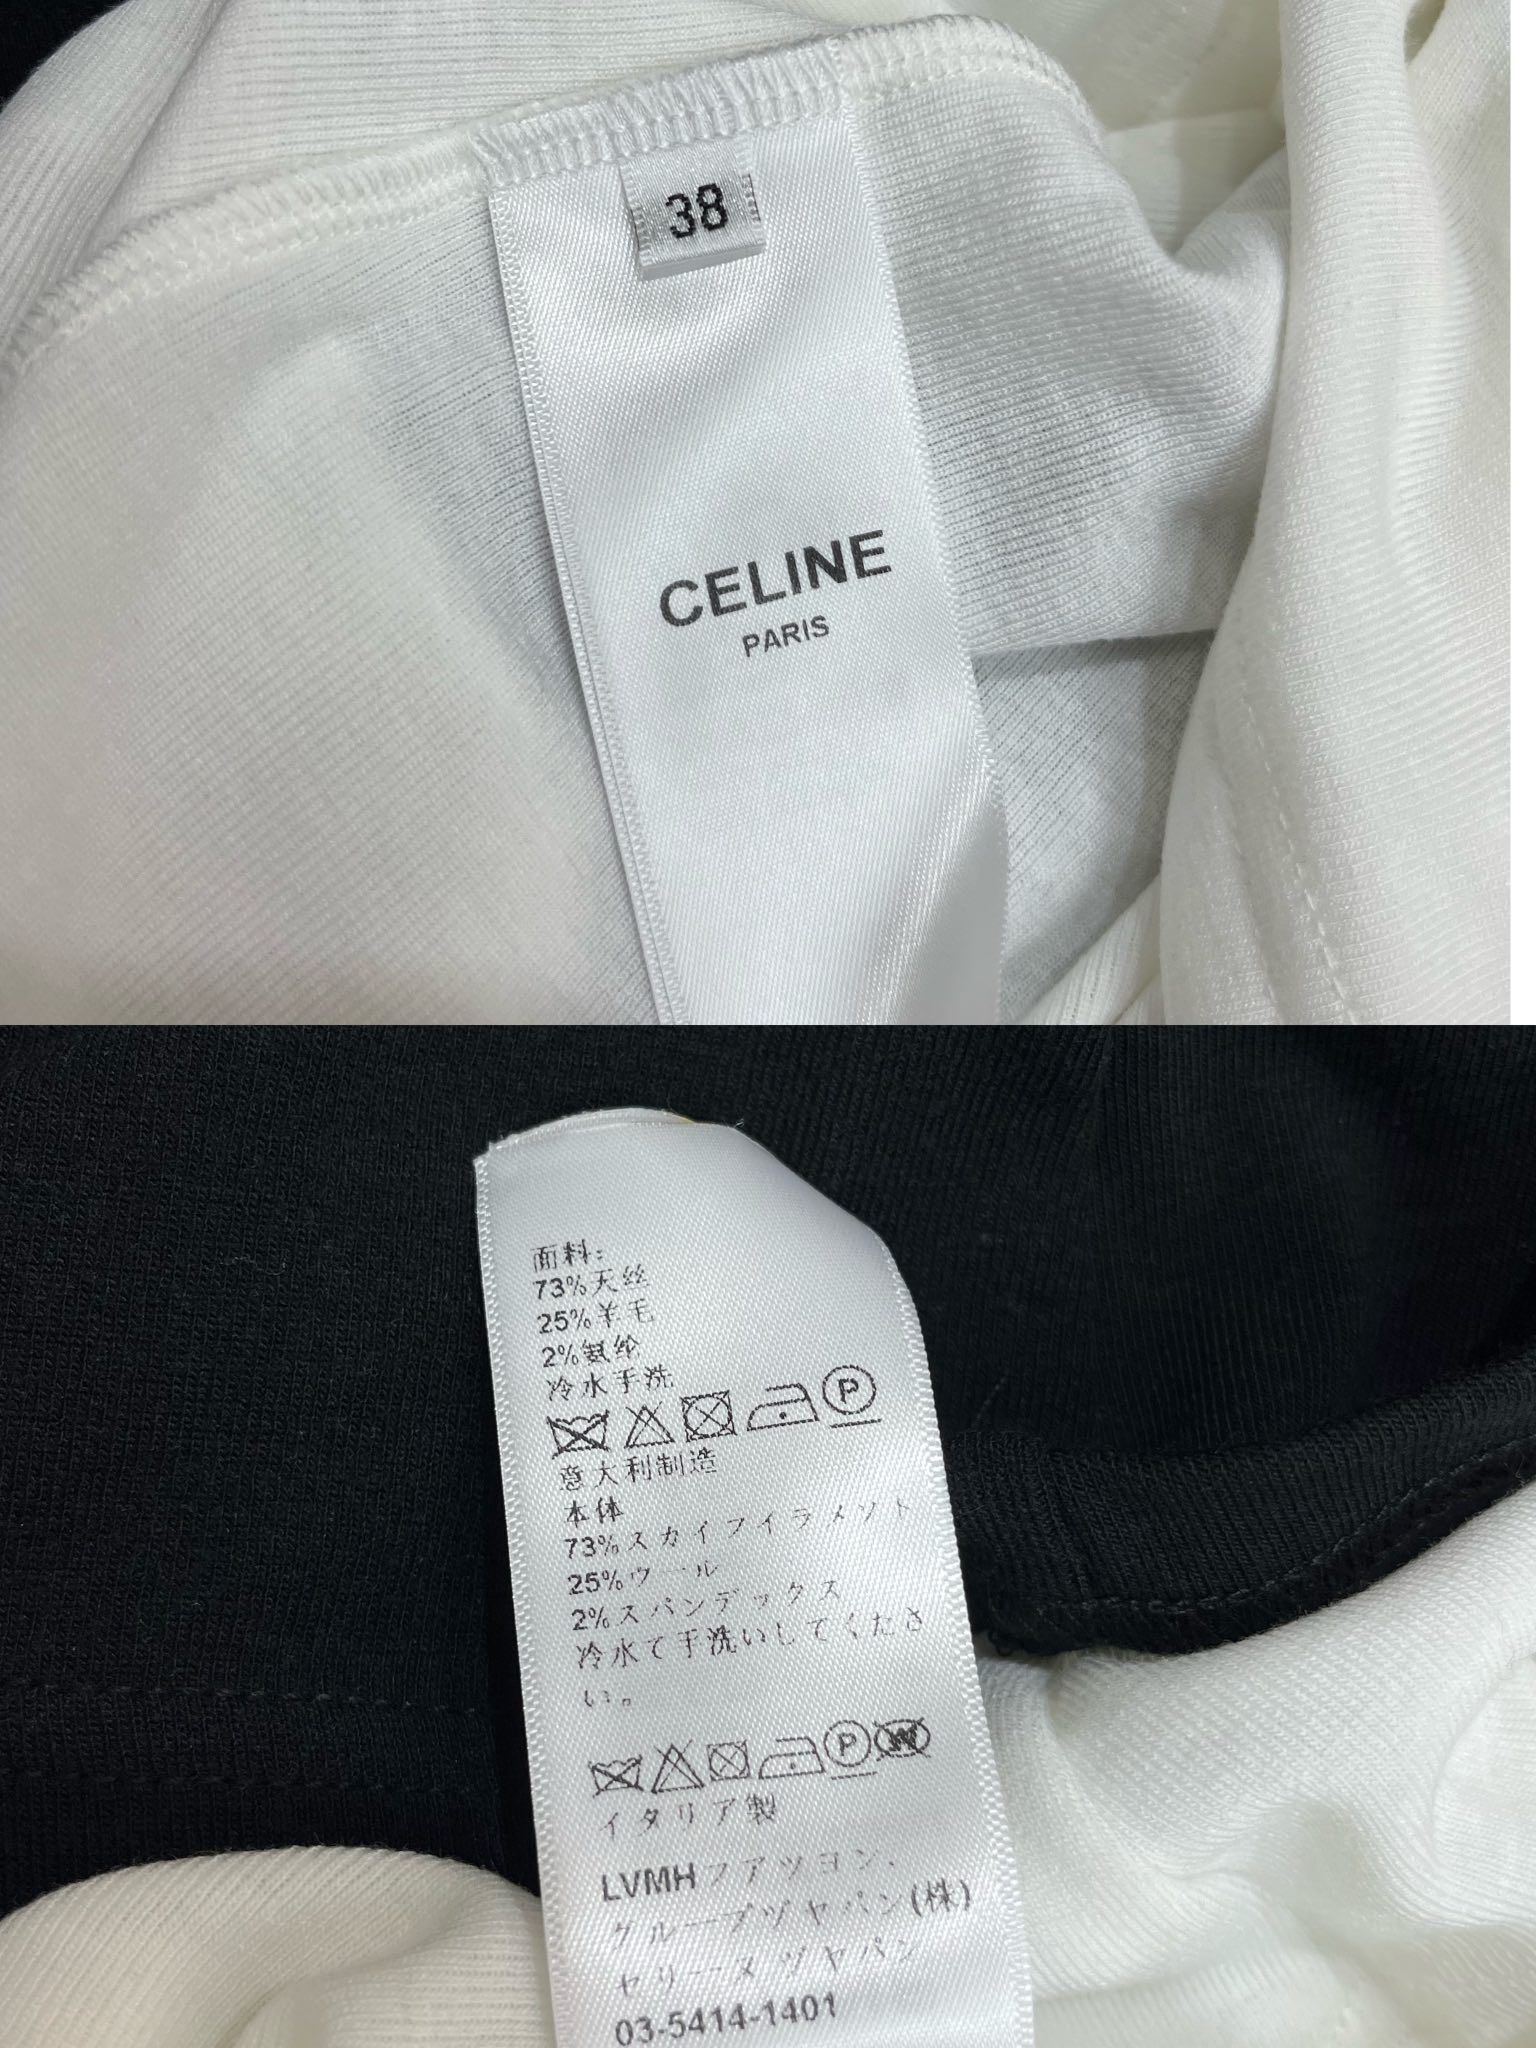 38
CELINE
PARIS
面料:
73%天丝
25%羊毛
2%氨纶
冷水手洗
P
意大利制造
本体
73%スカイフイラメソト
25%ウール
2%スパンデックス
冷水て手洗いしてくださ
い。
P W
イタリア製
LVMHフアツヨン、
グループヅヤパン(株)
セリーヌ ヅヤパン
03-5414-1401